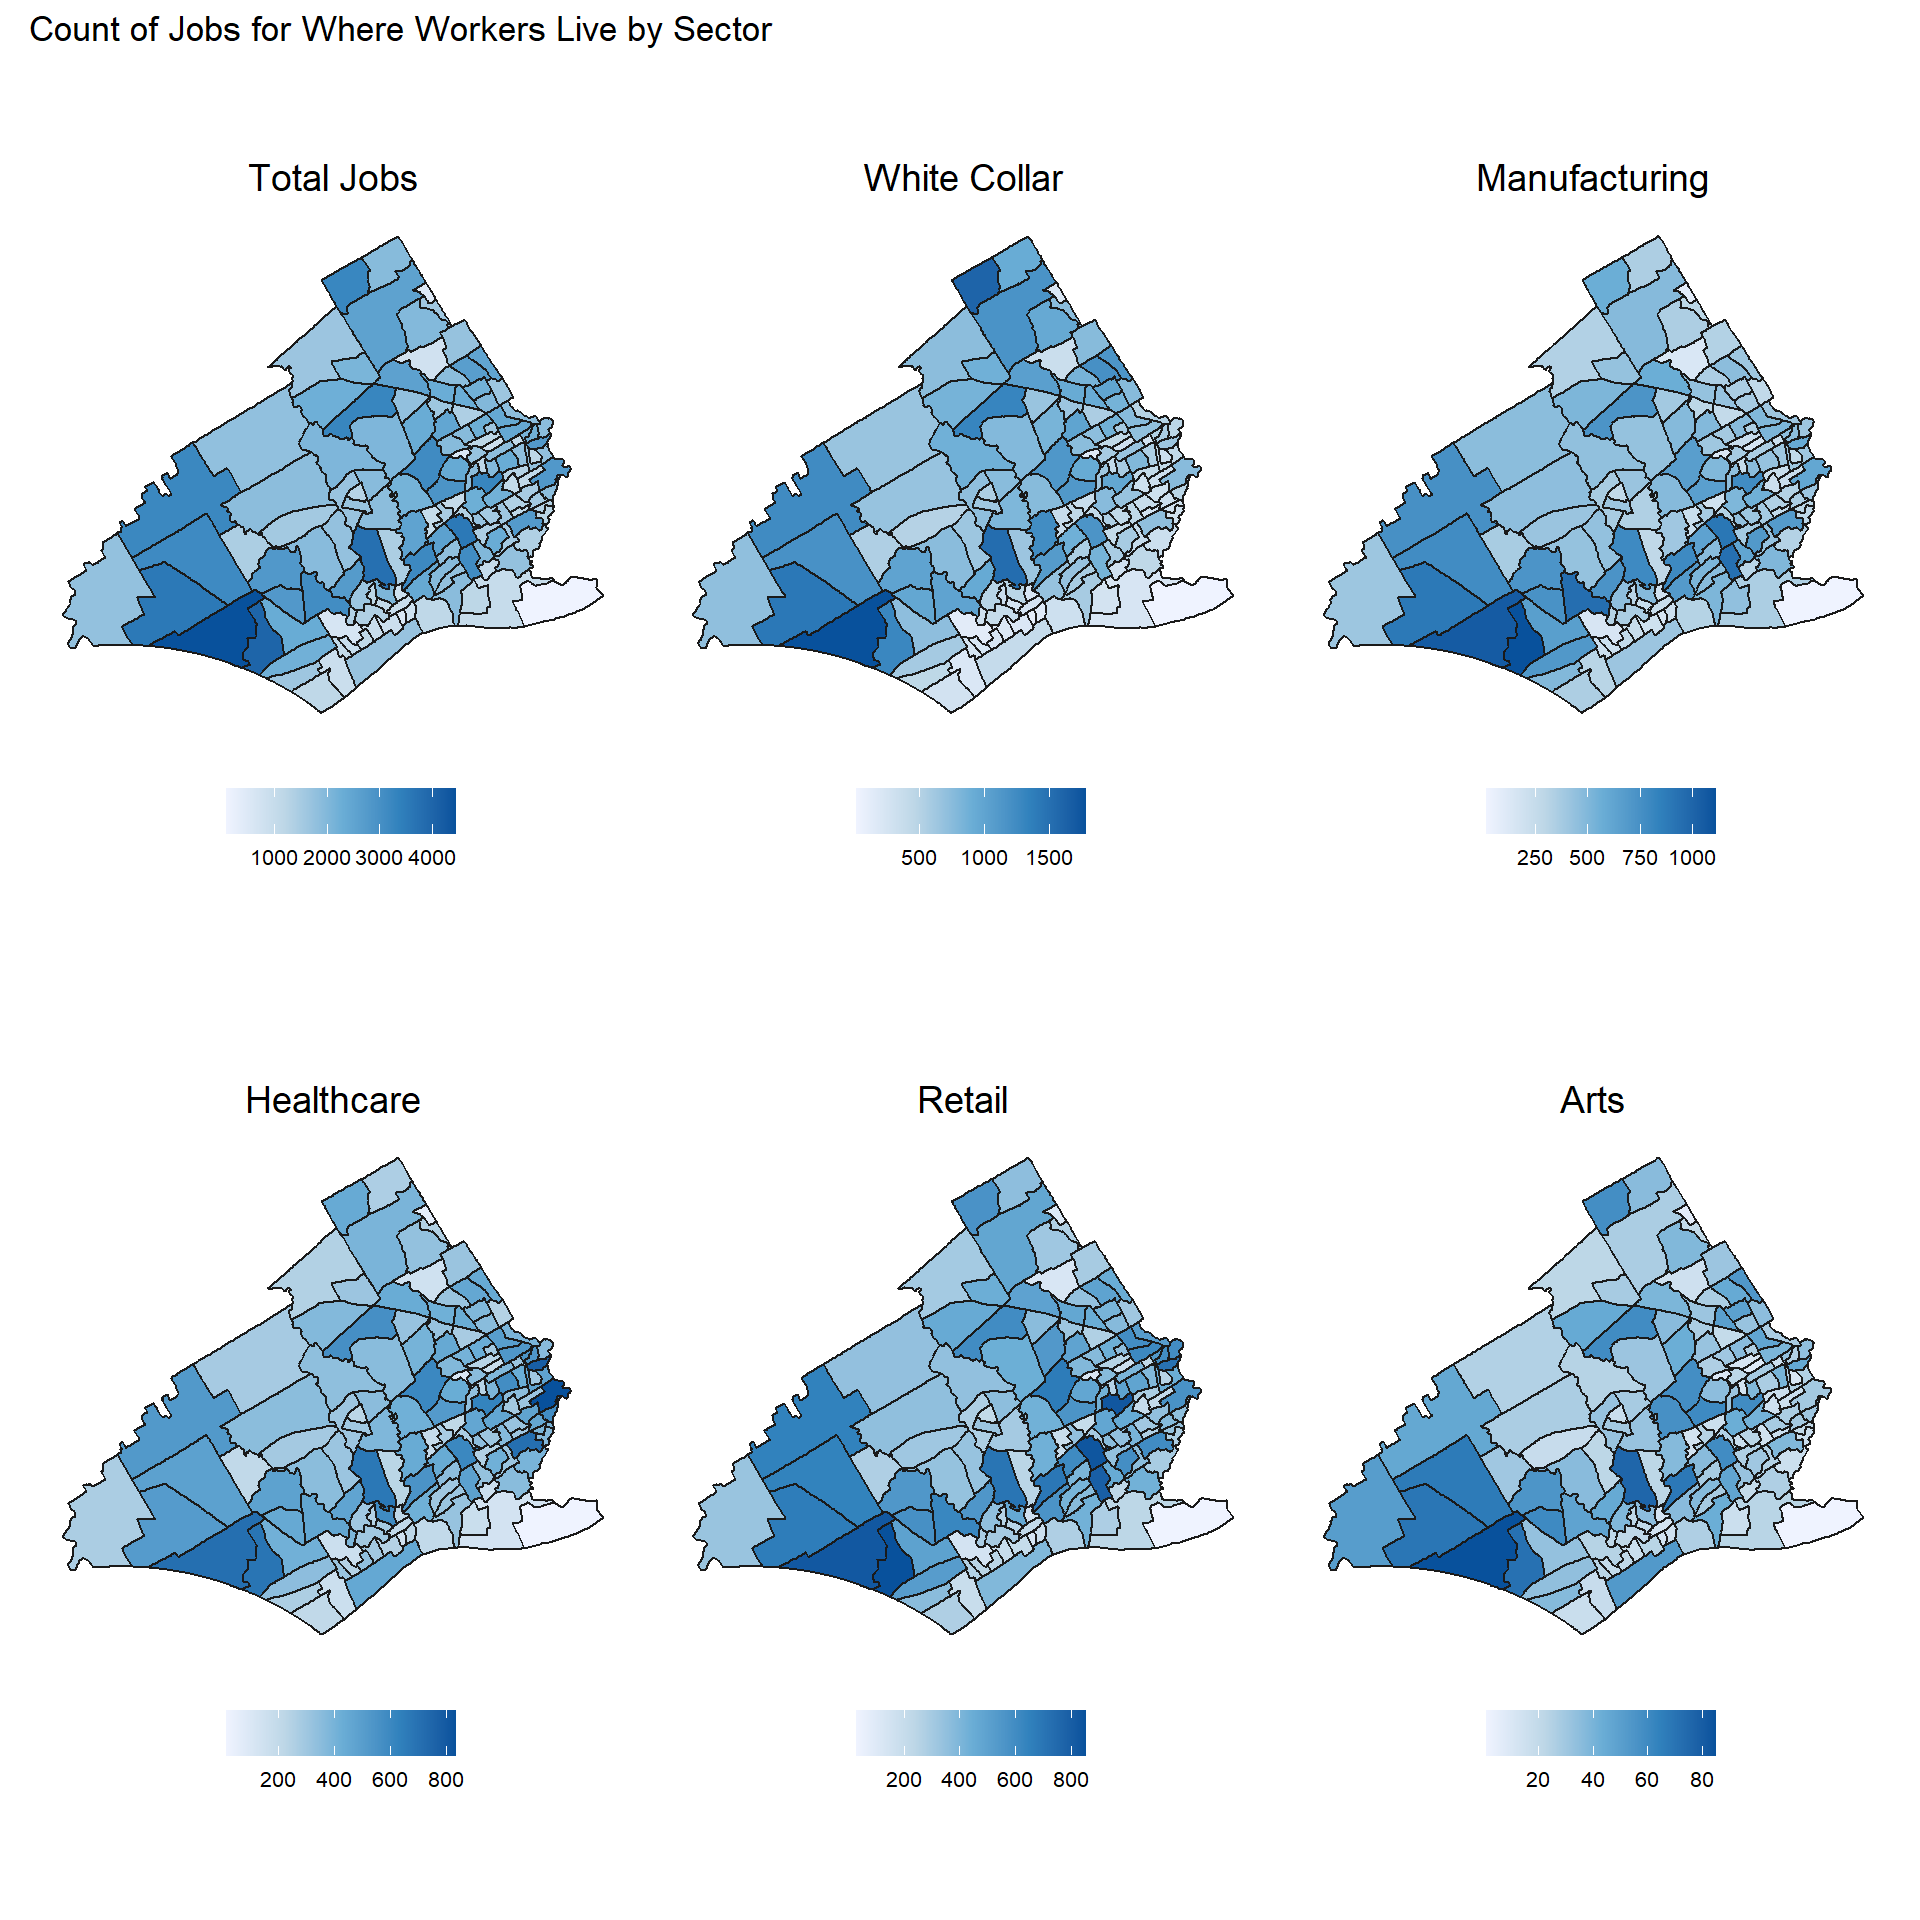 Count of Jobs for Where Workers Live by Sector
Total Jobs
White Collar
Manufacturing
1000 2000 3000 4000
500 1000 1500
250 500 750 1000
Healthcare
Retail
Arts
200 400 600 800
200 400 600 800
20 40 60 80